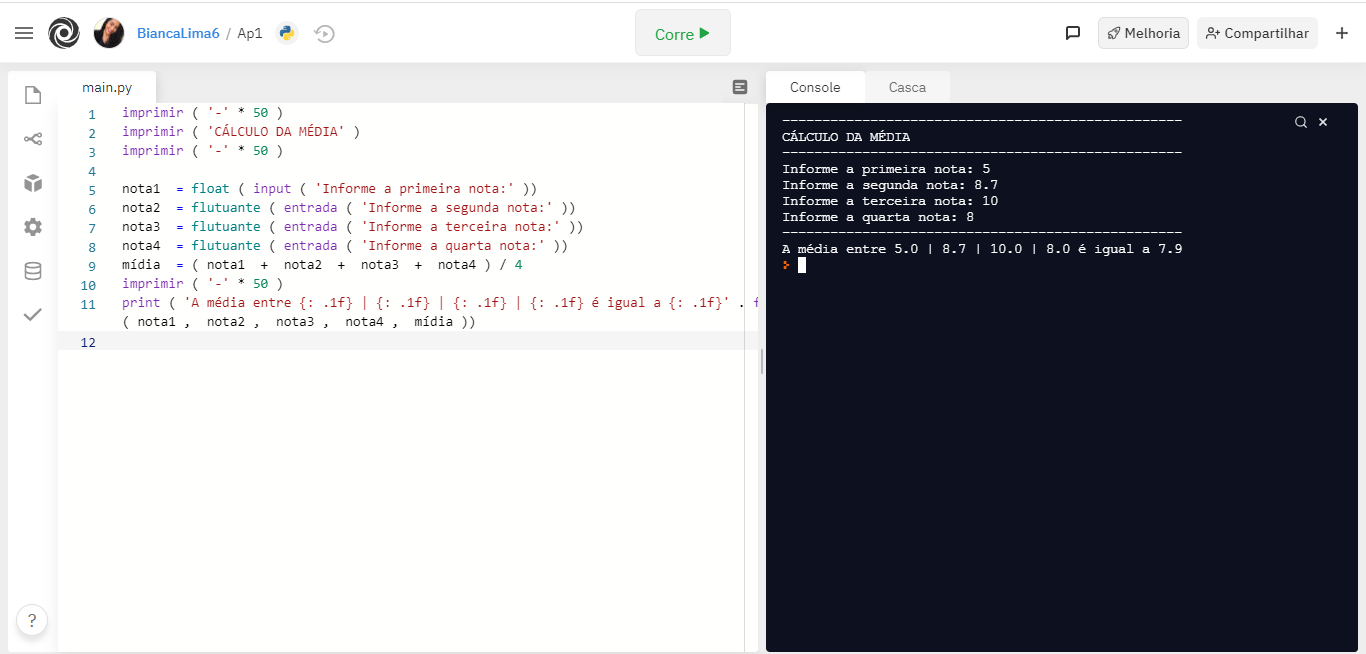 BiancaLima6 / Ap1
Corre
Melhoria
Compartilhar
main.py
1 imprimir ( '-' * 50 )
2 imprimir ( 'CÁLCULO DA MÉDIA' )
3 imprimir ( '-' * 50 )
4
5 nota1 = float ( input ( 'Informe a primeira nota:' ))
6 nota2 = flutuante ( entrada ( 'Informe a segunda nota:' ))
7 nota3 = flutuante ( entrada ( 'Informe a terceira nota:' ))
8 nota4 = flutuante ( entrada ( 'Informe a quarta nota:' ))
9 mídia = ( nota1 + nota2 + nota3 + nota4 ) / 4
10 imprimir ( '-' * 50 )
11 print ( 'A média entre {: .1f} | {: .1f} | {: .1f} | {: .1f} é igual a {: .1f}' . f
( nota1 , nota2 , nota3 , nota4 , mídia ))
12
?
Console
Casca
--------------------------------------------------
CÁLCULO DA MÉDIA
--------------------------------------------------
Informe a primeira nota: 5
Informe a segunda nota: 8.7
Informe a terceira nota: 10
Informe a quarta nota: 8
--------------------------------------------------
A média entre 5.0 | 8.7 | 10.0 | 8.0 é igual a 7.9